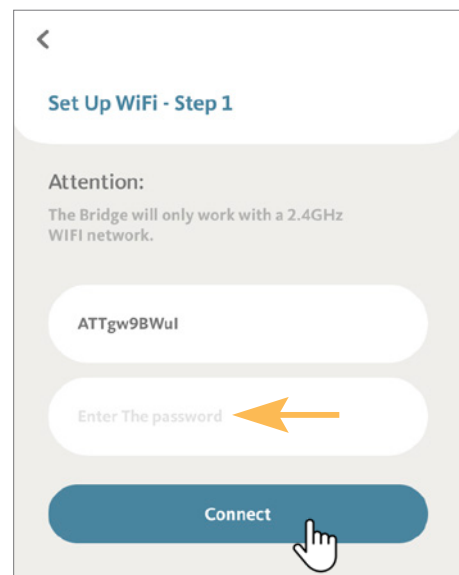 Set Up WiFi - Step 1
Attention:
The Bridge will only work with a 2.4GHz
WIFI network.
ATTgw9BWuI
Enter The password
Connect